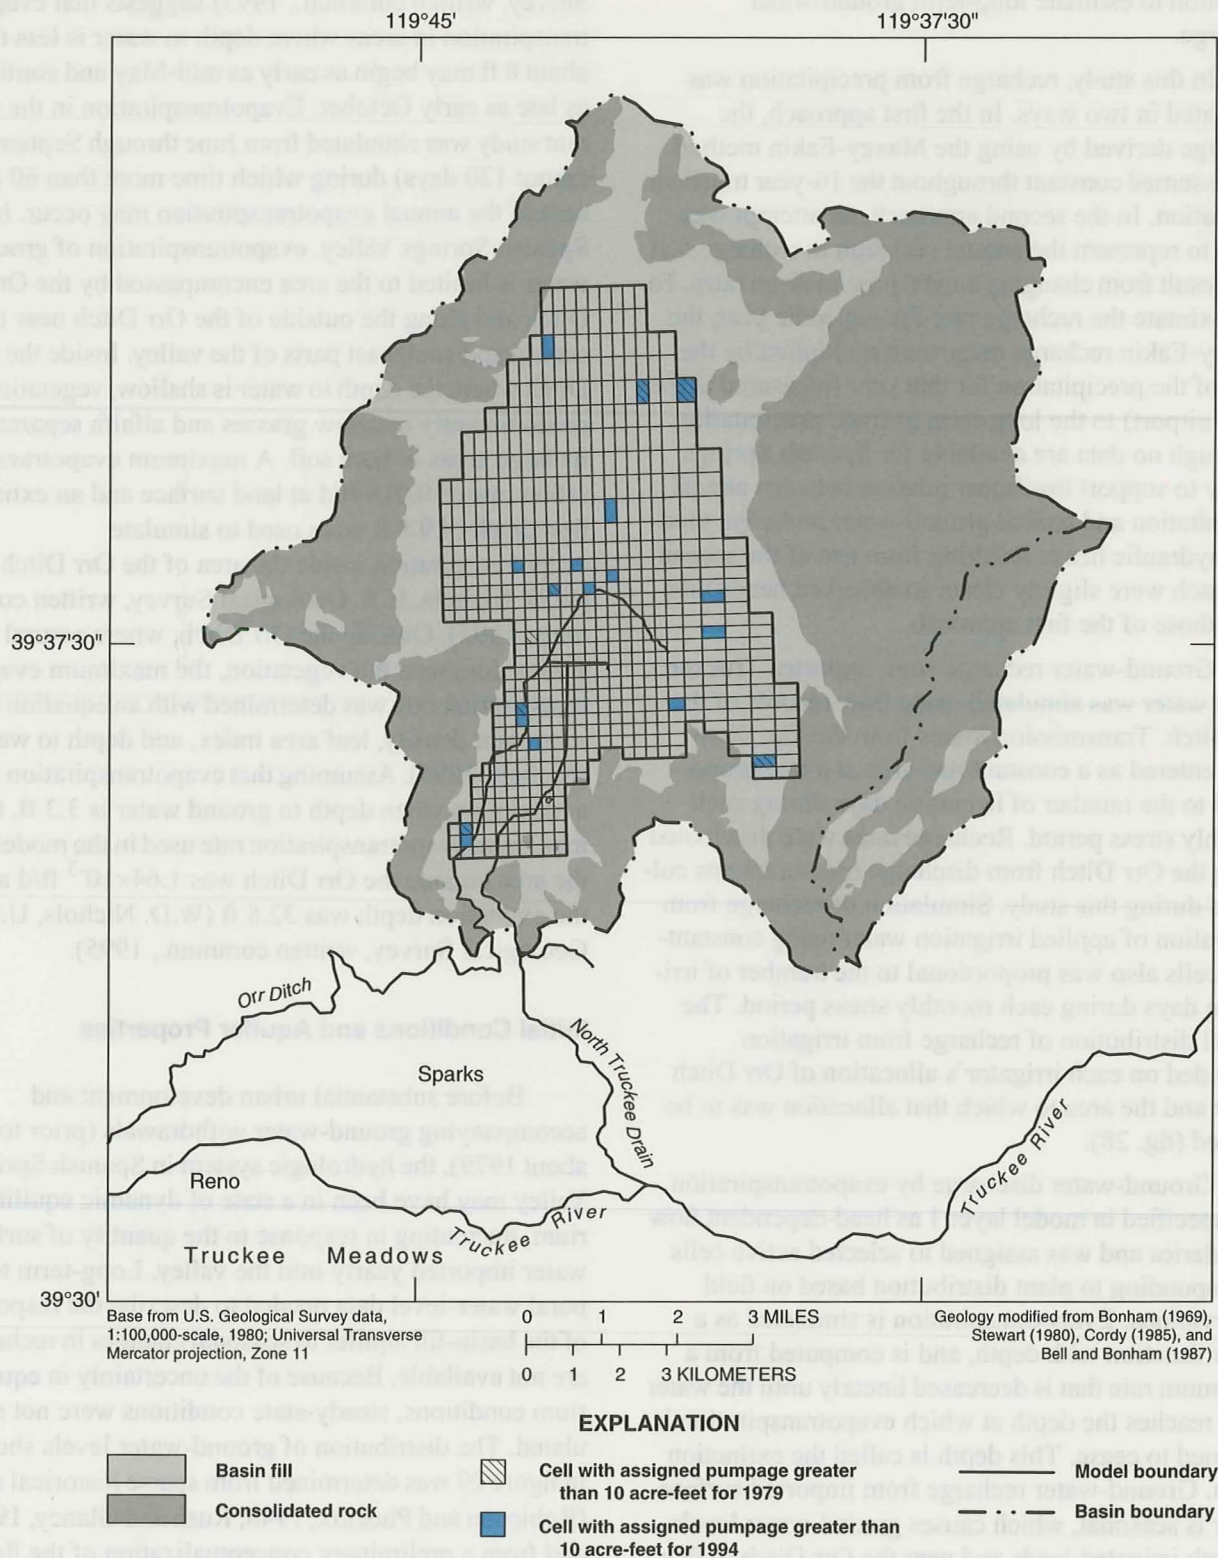 119°45'
119°37'30"
39°37'30"
Orr Ditch
North Truckee Drain
Sparks
Reno
Truckee River
Truckee River
Truckee Meadows
39°30'
Base from U.S. Geological Survey data,
1:100,000-scale, 1980; Universal Transverse
Mercator projection, Zone 11
0 1 2 3 MILES
0 1 2 3 KILOMETERS
Geology modified from Bonham (1969),
Stewart (1980), Cordy (1985), and
Bell and Bonham (1987)
EXPLANATION
Basin fill
Consolidated rock
Cell with assigned pumpage greater
than 10 acre-feet for 1979
Cell with assigned pumpage greater than
10 acre-feet for 1994
Model boundary
Basin boundary